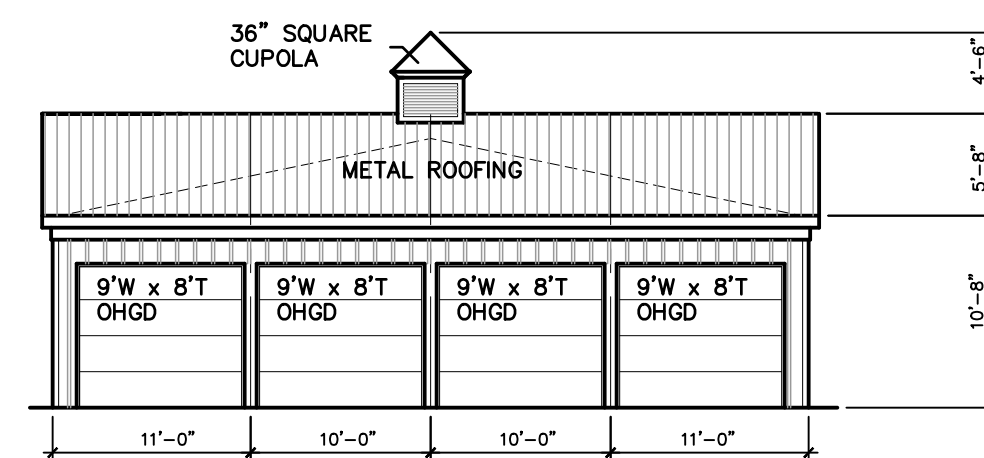 36" SQUARE
CUPOLA
4'-6"
METAL ROOFING
5'-8"
9'W x 8'T
OHGD
9'W x 8'T
OHGD
9'W x 8'T
OHGD
9'W x 8'T
OHGD
10'-8"
11'-0"
10'-0"
10'-0"
11'-0"